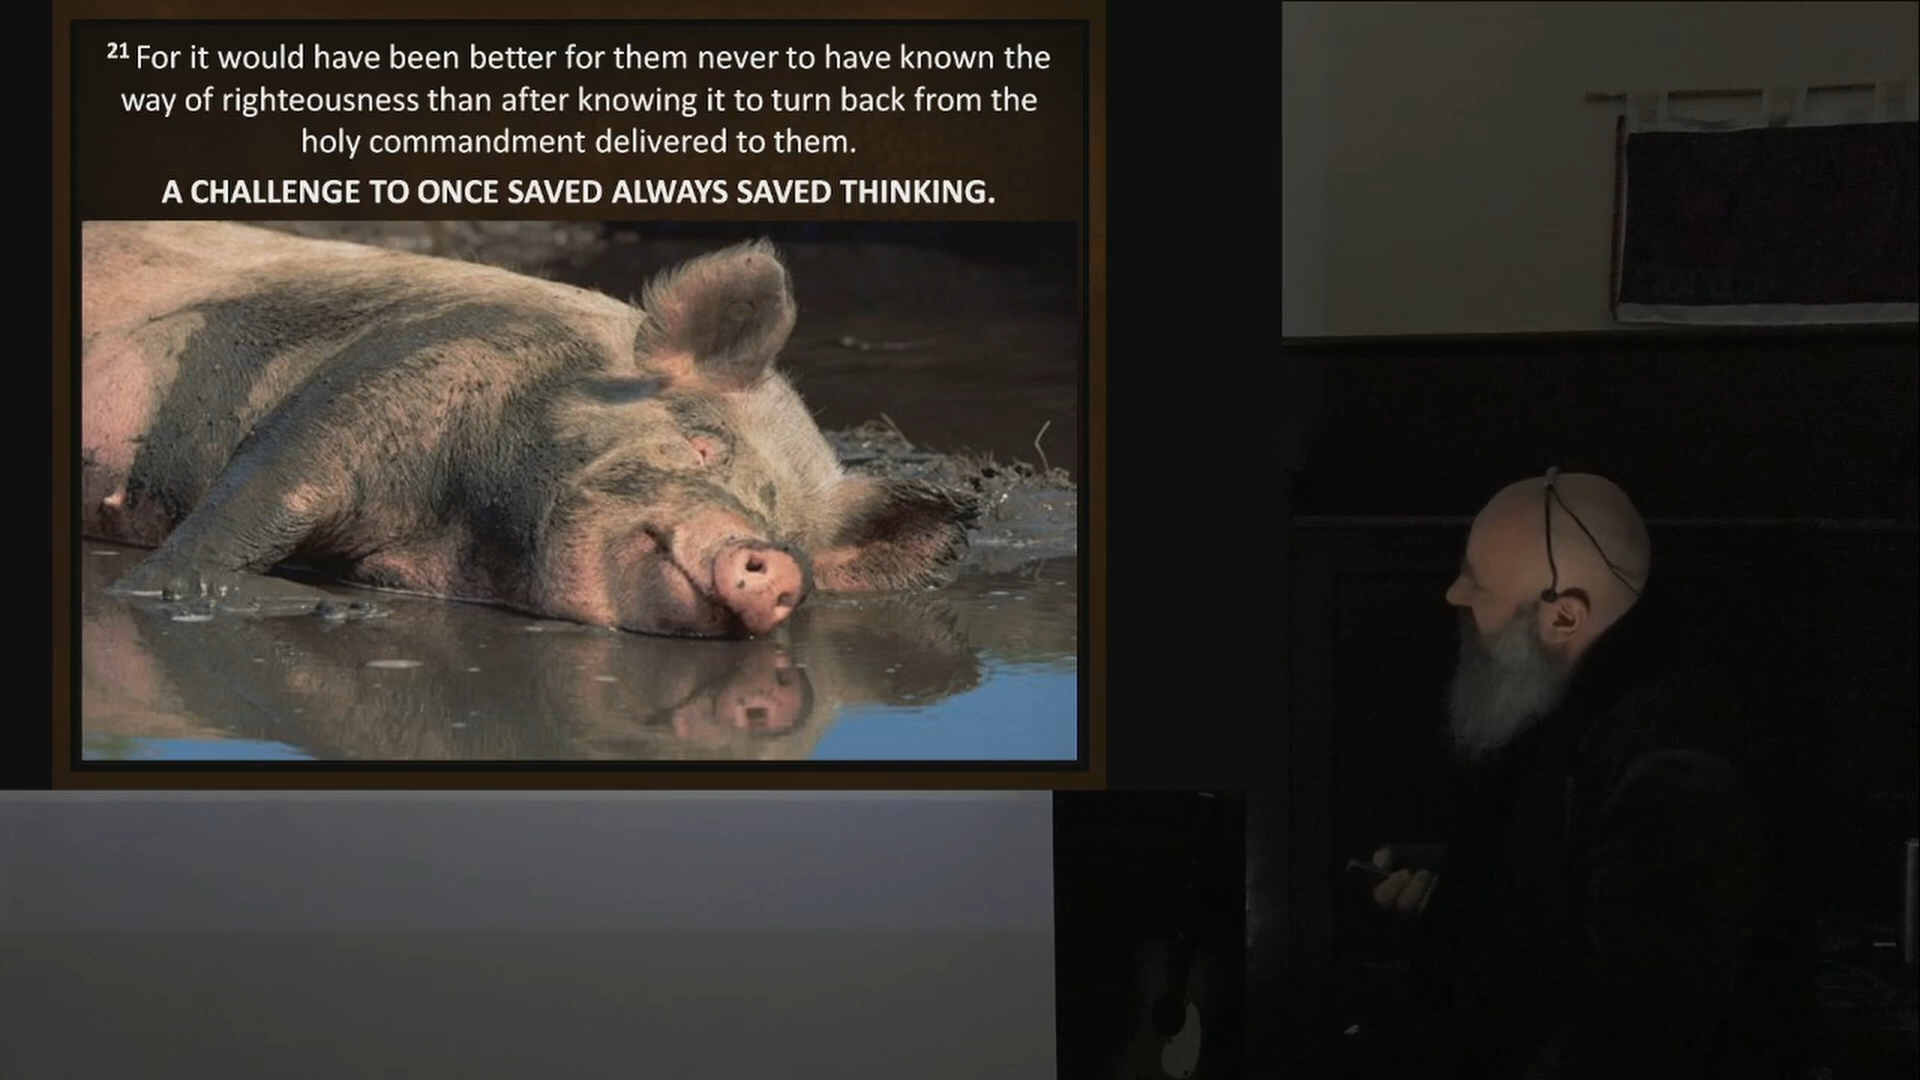 21 For it would have been better for them never to have known the
way of righteousness than after knowing it to turn back from the
holy commandment delivered to them.
A CHALLENGE TO ONCE SAVED ALWAYS SAVED THINKING.